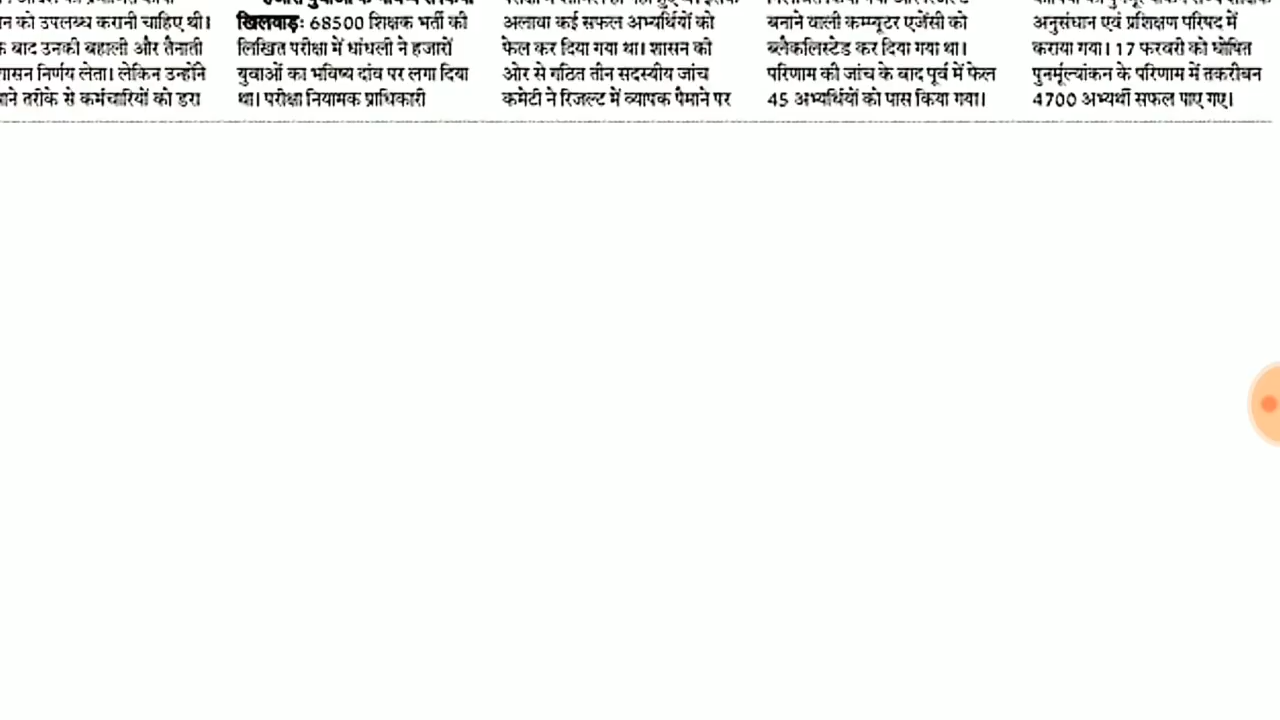 न को उपलब्ध करानी चाहिए थी।
बाद उनकी बहाली और तैनाती
शासन निर्णय लेता। लेकिन उन्होंने
तरीके से कर्मचारियों को डरा
खिलवाड़: 68500 शिक्षक भर्ती की
लिखित परीक्षा में धांधली ने हजारों
युवाओं का भविष्य दांव पर लगा दिया
था। परीक्षा नियामक प्राधिकारी
अलावा कई सफल अभ्यर्थियों को
फेल कर दिया गया था। शासन की
ओर से गठित तीन सदस्यीय जांच
कमेटी ने रिजल्ट में व्यापक पैमाने पर
बनाने वाली कम्प्यूटर एजेंसी को
ब्लैकलिस्टेड कर दिया गया था।
परिणाम की जांच के बाद पूर्व में फेल
45 अभ्यर्थियों को पास किया गया।
अनुसंधान एवं प्रशिक्षण परिषद में
कराया गया। 17 फरवरी को घोषित
पुनर्मूल्यांकन के परिणाम में तकरीबन
4700 अभ्यर्थी सफल पाए गए।